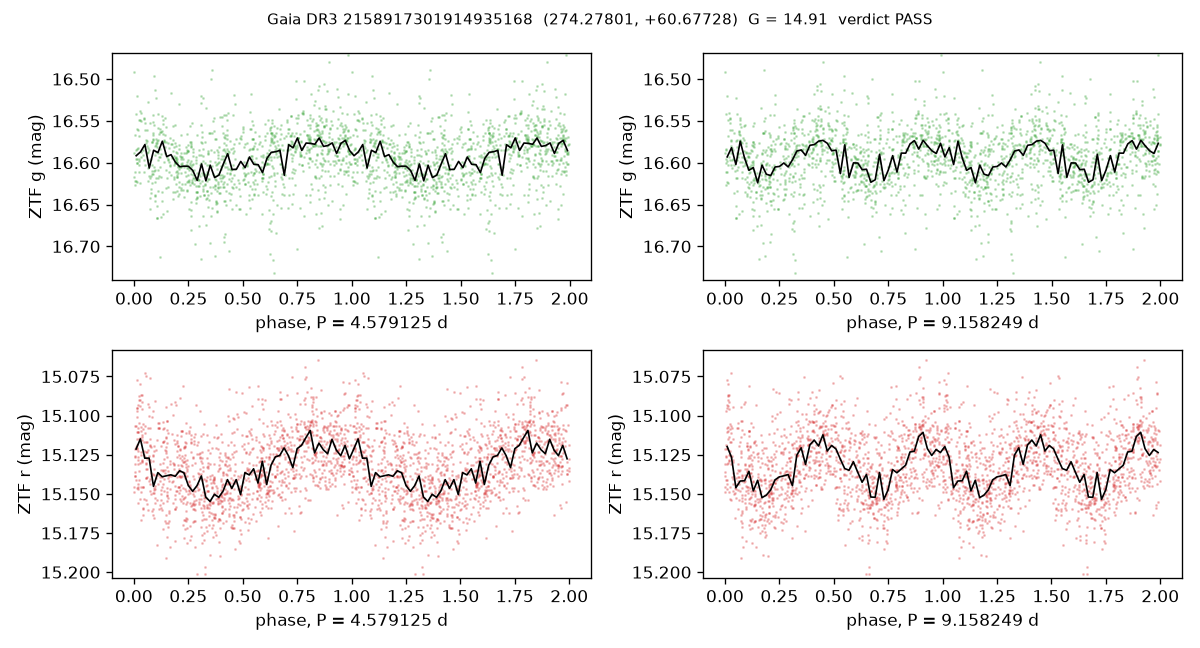 Gaia DR3 2158917301914935168  (274.27801, +60.67728)  G = 14.91  verdict PASS
ZTF g (mag)
16.50
16.55
16.60
16.65
16.70
0.00 0.25 0.50 0.75 1.00 1.25 1.50 1.75 2.00
phase, P = 4.579125 d
ZTF g (mag)
16.50
16.55
16.60
16.65
16.70
0.00 0.25 0.50 0.75 1.00 1.25 1.50 1.75 2.00
phase, P = 9.158249 d
ZTF r (mag)
15.075
15.100
15.125
15.150
15.175
15.200
0.00 0.25 0.50 0.75 1.00 1.25 1.50 1.75 2.00
phase, P = 4.579125 d
ZTF r (mag)
15.075
15.100
15.125
15.150
15.175
15.200
0.00 0.25 0.50 0.75 1.00 1.25 1.50 1.75 2.00
phase, P = 9.158249 d